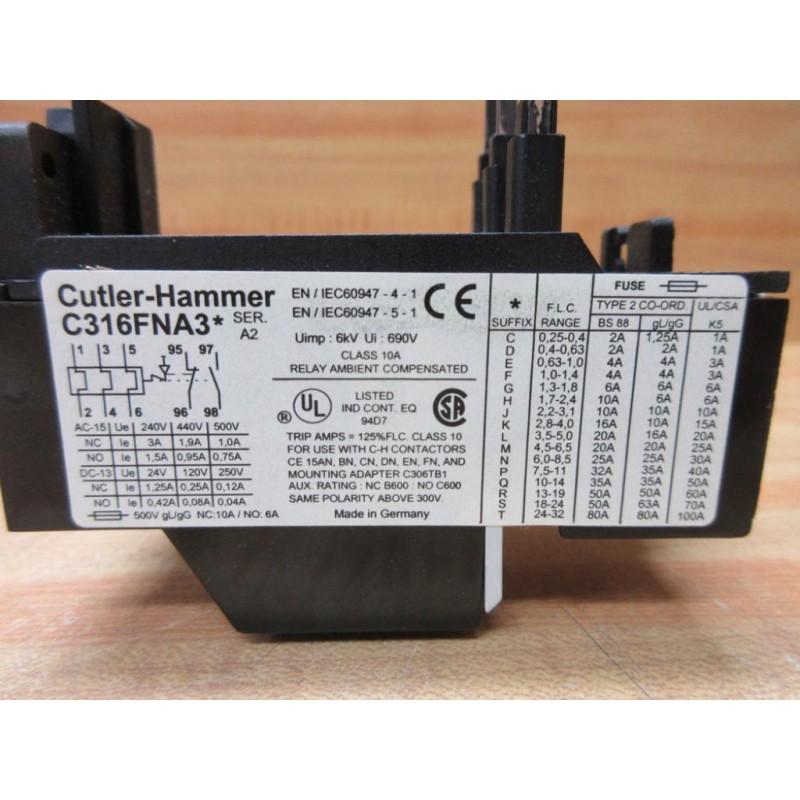 Cutler-Hammer
C316FNA3* SER. A2
1 3 5 95 97
2 4 6 96 98
AC-15 Ue 240V 440V 500V
NC Ie 3A 1,9A 1,0A
NO Ie 1,5A 0,95A 0,75A
DC-13 Ue 24V 120V 250V
NC Ie 1,25A 0,25A 0,12A
NO Ie 0,42A 0,08A 0,04A
500V gL/gG NC:10A / NO: 6A
EN / IEC60947 - 4 - 1
EN / IEC60947 - 5 - 1
CE
Uimp : 6kV Ui : 690V
CLASS 10A
RELAY AMBIENT COMPENSATED
UL ® LISTED
IND CONT. EQ
94D7
SA
TRIP AMPS = 125%FLC. CLASS 10
FOR USE WITH C-H CONTACTORS
CE 15AN, BN, CN, DN, EN, FN, AND
MOUNTING ADAPTER C306TB1
AUX. RATING : NC B600 : NO C600
SAME POLARITY ABOVE 300V.
Made in Germany
FUSE
* F.L.C. TYPE 2 CO-ORD. UL/CSA
SUFFIX RANGE BS 88 gL/gG K5
C 0,25-0,4 2A 1,25A 1A
D 0,4-0,63 2A 2A 1A
E 0,63-1,0 4A 4A 3A
F 1,0-1,4 4A 4A 3A
G 1,3-1,8 6A 6A 6A
H 1,7-2,4 10A 6A 6A
J 2,2-3,1 10A 10A 10A
K 2,8-4,0 16A 10A 15A
L 3,5-5,0 20A 16A 20A
M 4,5-6,5 20A 20A 25A
N 6,0-8,5 25A 25A 30A
P 7,5-11 32A 35A 40A
Q 10-14 35A 35A 50A
R 13-19 50A 50A 60A
S 18-24 50A 63A 70A
T 24-32 80A 80A 100A